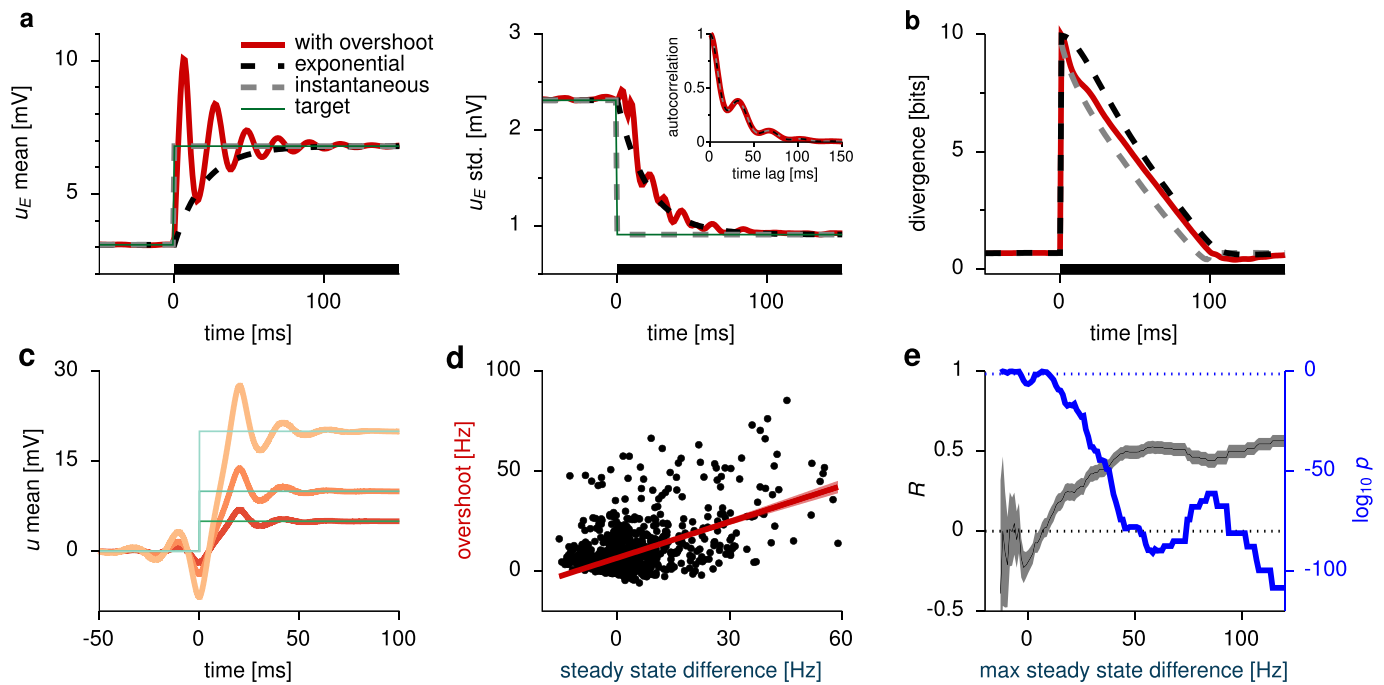 a
b
10
5
u_E mean [mV]
with overshoot
exponential
instantaneous
target
0
100
time [ms]
3
2
1
u_E std. [mV]
1
0.5
0
autocorrelation
0
50
100
150
time lag [ms]
0
100
time [ms]
10
5
0
divergence [bits]
0
100
time [ms]
c
d
e
30
15
0
u mean [mV]
-50
0
50
100
time [ms]
100
50
0
overshoot [Hz]
0
30
60
steady state difference [Hz]
1
0.5
0
-0.5
R
0
-50
-100
log10 p
0
50
100
max steady state difference [Hz]